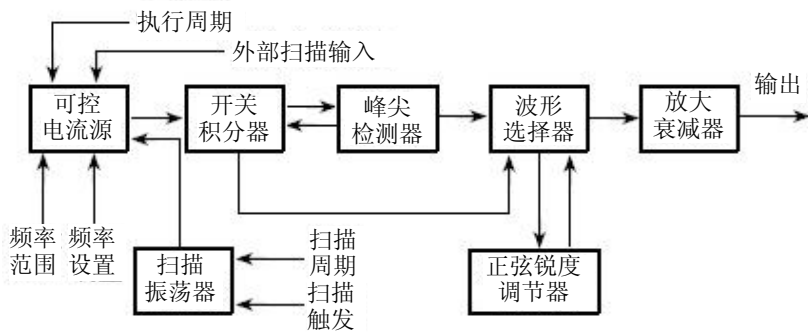 执行周期
外部扫描输入
可控
电流源
开关
积分器
峰尖
检测器
波形
选择器
放大
衰减器
输出
频率
范围
频率
设置
扫描
振荡器
扫描
周期
扫描
触发
正弦锐度
调节器